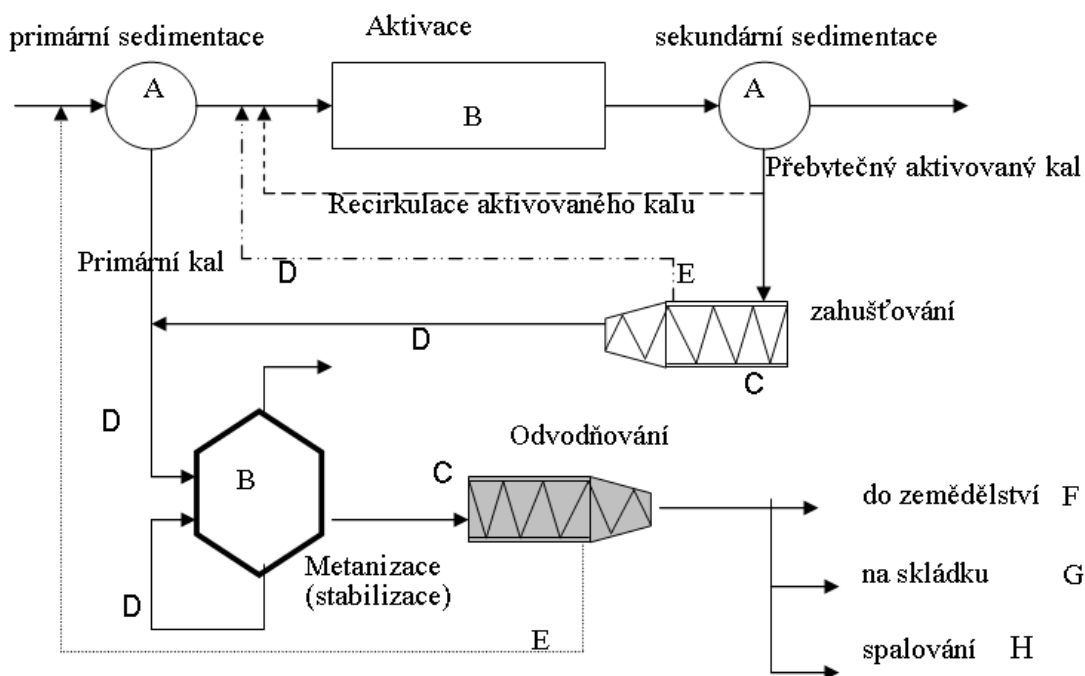 primární sedimentace
Aktivace
sekundární sedimentace
A
B
A
Přebytečný aktivovaný kal
Recirkulace aktivovaného kalu
Primární kal
D
E
zahušťování
D
C
D
Odvodňování
C
B
do zemědělství F
Metanizace
(stabilizace)
na skládku G
D
E
spalování H